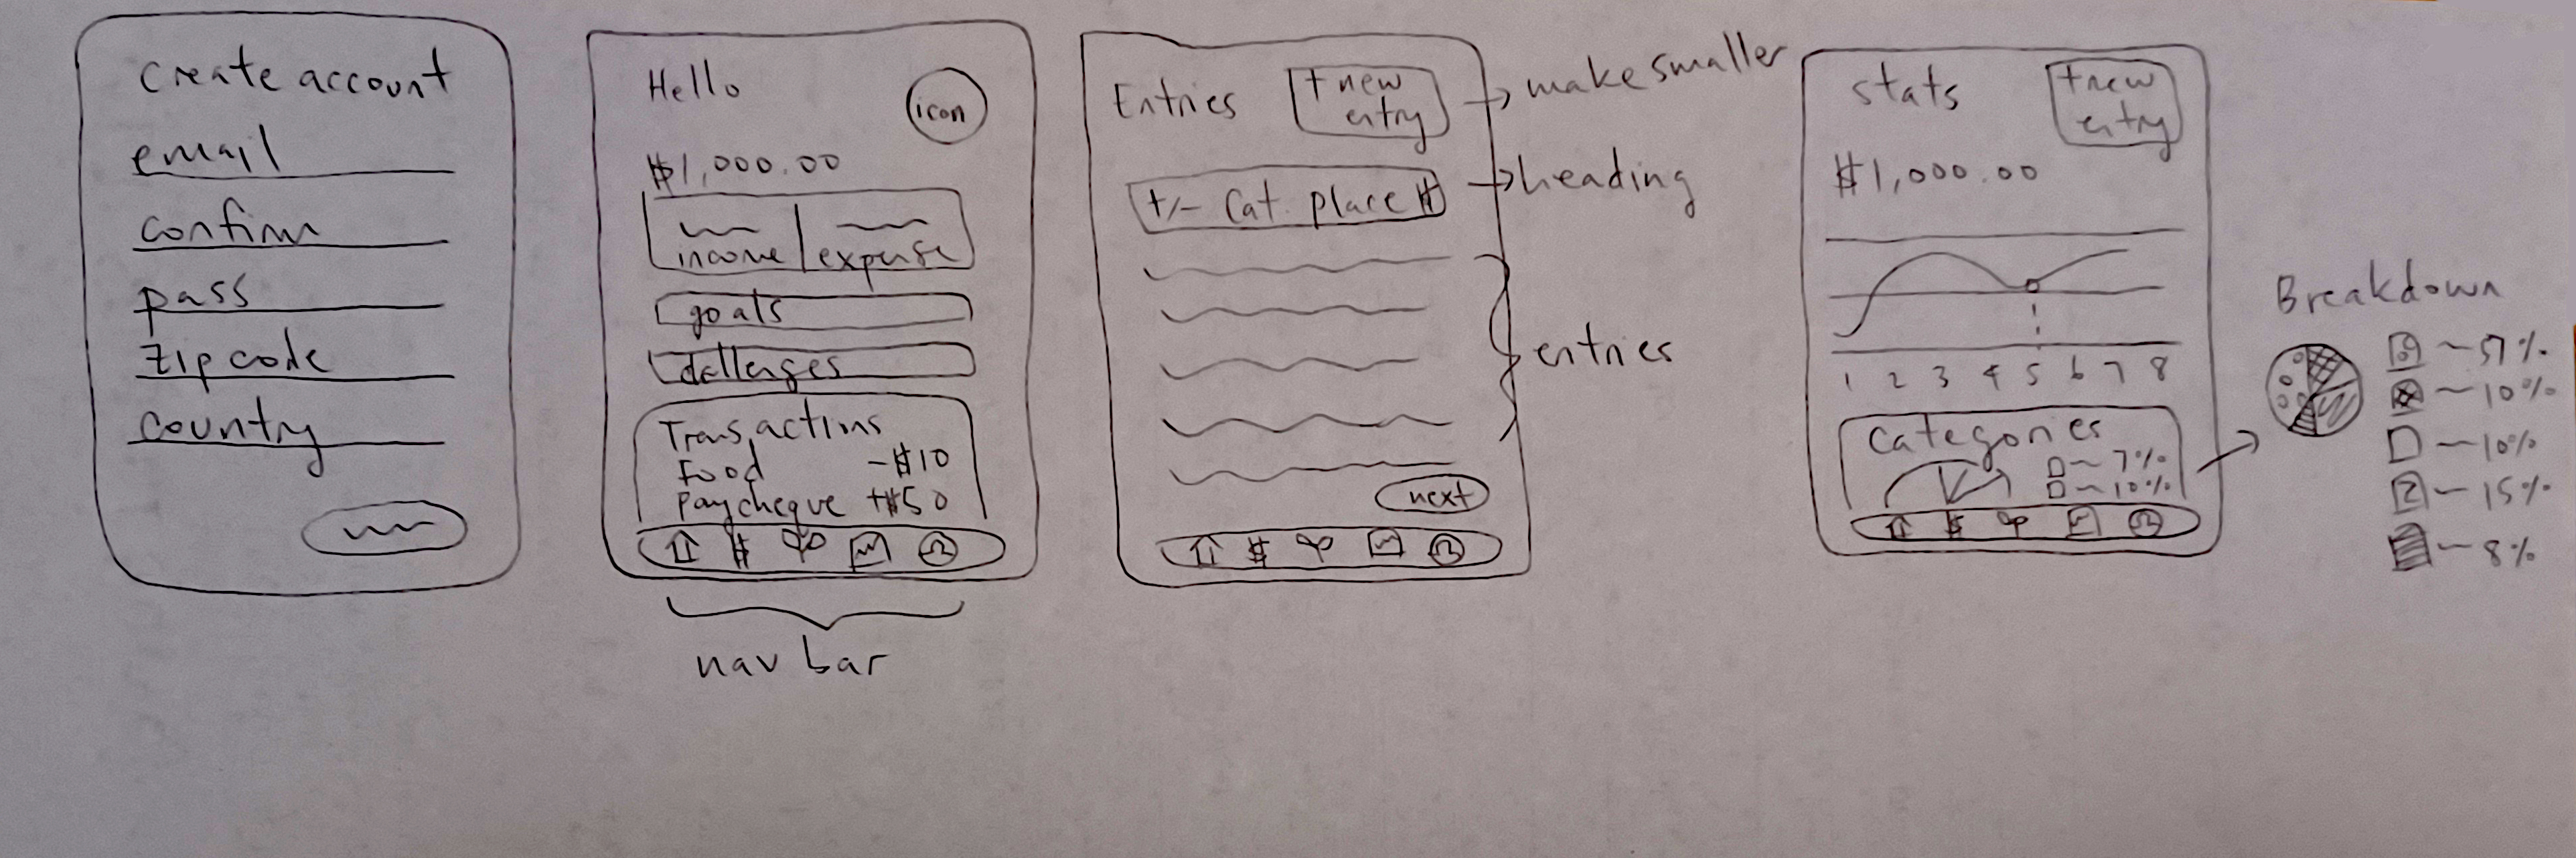 Create account
email
confirm
pass
Zip code
country
Hello
icon
$1,000.00
income
expense
goals
challenges
Transactions
Food -$10
Paycheque +$50
$
nav bar
Entries
+ new
entry
→ make smaller
+/- Cat. place #
→ heading
entries
next
$
Stats
+ new
entry
$1,000.00
1 2 3 4 5 6 7 8
Categories
7%
10%
$
Breakdown
57%
10%
10%
15%
8%